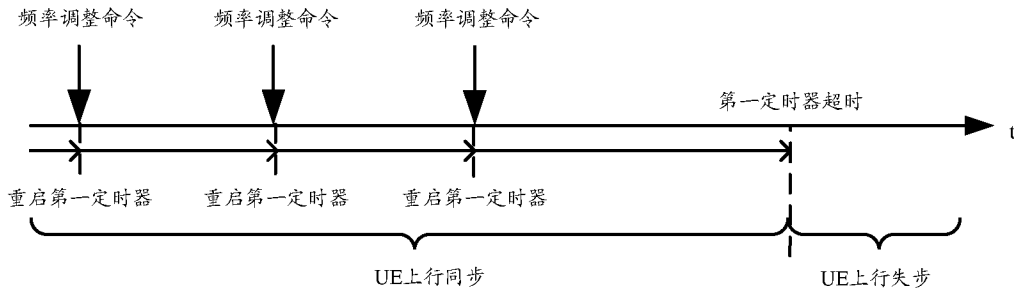 频率调整命令
频率调整命令
频率调整命令
第一定时器超时
t
重启第一定时器
重启第一定时器
重启第一定时器
UE上行同步
UE上行失步